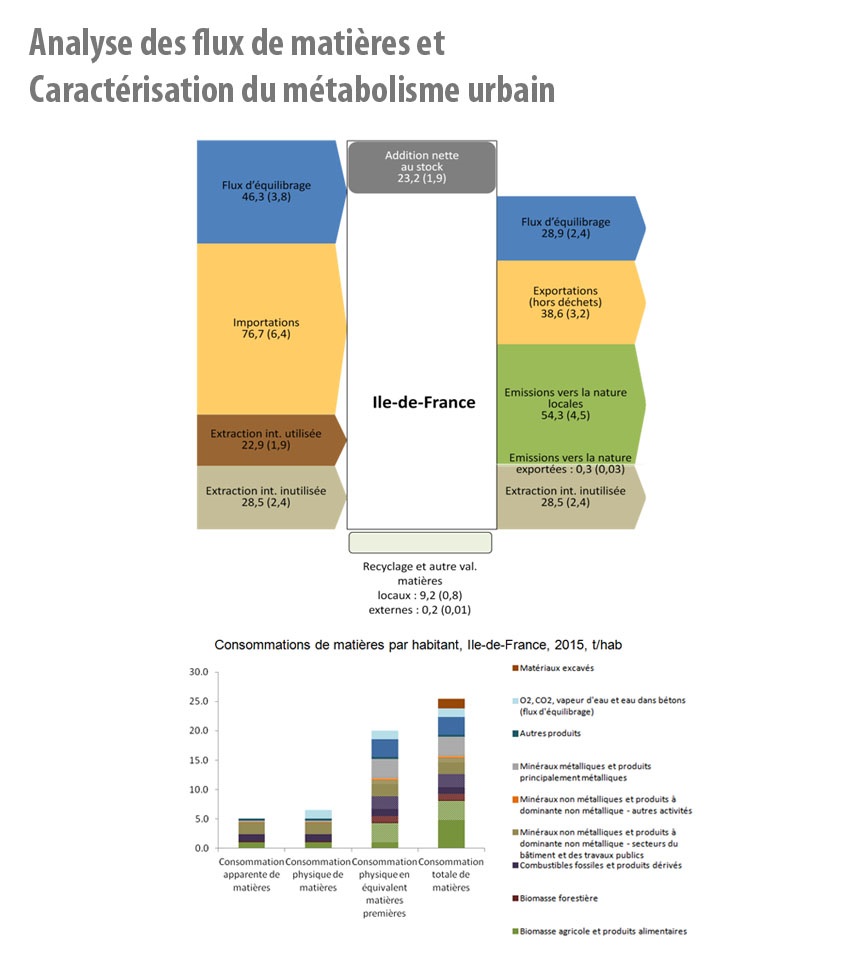 Analyse des flux de matières et
Caractérisation du métabolisme urbain
Flux d'équilibrage
46,3 (3,8)
Importations
76,7 (6,4)
Extraction int. utilisée
22,9 (1,9)
Extraction int. inutilisée
28,5 (2,4)
Addition nette
au stock
23,2 (1,9)
Ile-de-France
Flux d'équilibrage
28,9 (2,4)
Exportations
(hors déchets)
38,6 (3,2)
Emissions vers la nature
locales
54,3 (4,5)
Emissions vers la nature
exportées : 0,3 (0,03)
Extraction int. inutilisée
28,5 (2,4)
Recyclage et autre val.
matières
locaux : 9,2 (0,8)
externes : 0,2 (0,01)
Consommations de matières par habitant, Ile-de-France, 2015, t/hab
30.0
25.0
20.0
15.0
10.0
5.0
0.0
Consommation
apparente de
matières
Consommation
physique de
matières
Consommation
physique en
équivalent
matières
premières
Consommation
totale de
matières
Matériaux excavés
O2, CO2, vapeur d'eau et eau dans bétons
(flux d'équilibrage)
Autres produits
Minéraux métalliques et produits
principalement métalliques
Minéraux non métalliques et produits à
dominante non métallique - autres activités
Minéraux non métalliques et produits à
dominante non métallique - secteurs du
bâtiment et des travaux publics
Combustibles fossiles et produits dérivés
Biomasse forestière
Biomasse agricole et produits alimentaires